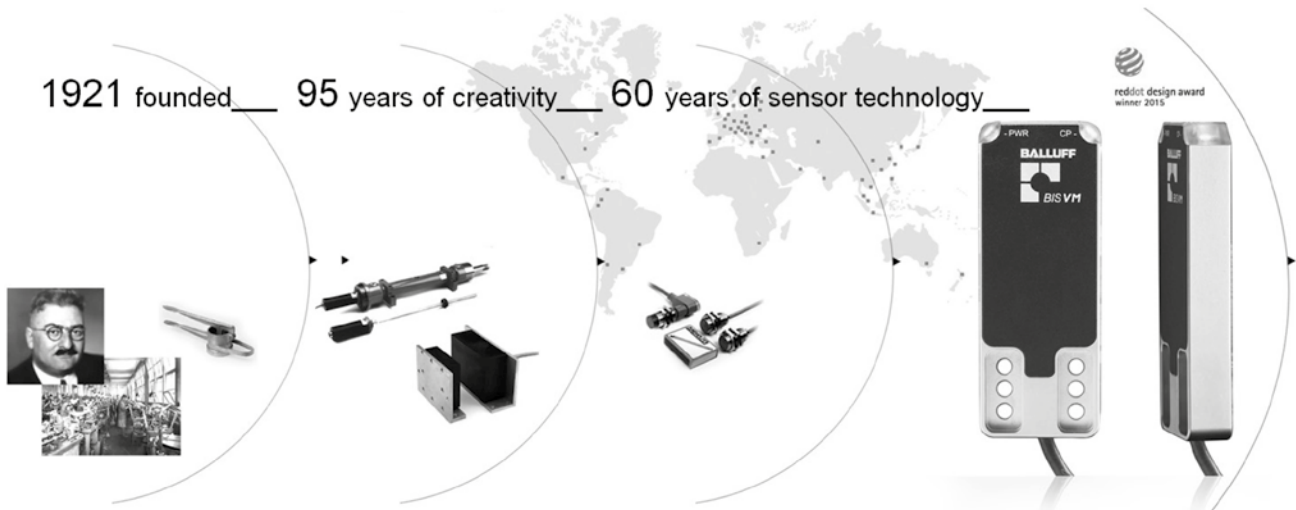 1921 founded___ 95 years of creativity___ 60 years of sensor technology___
reddot design award
winner 2015
- PWR CP -
BALLUFF
BIS VM